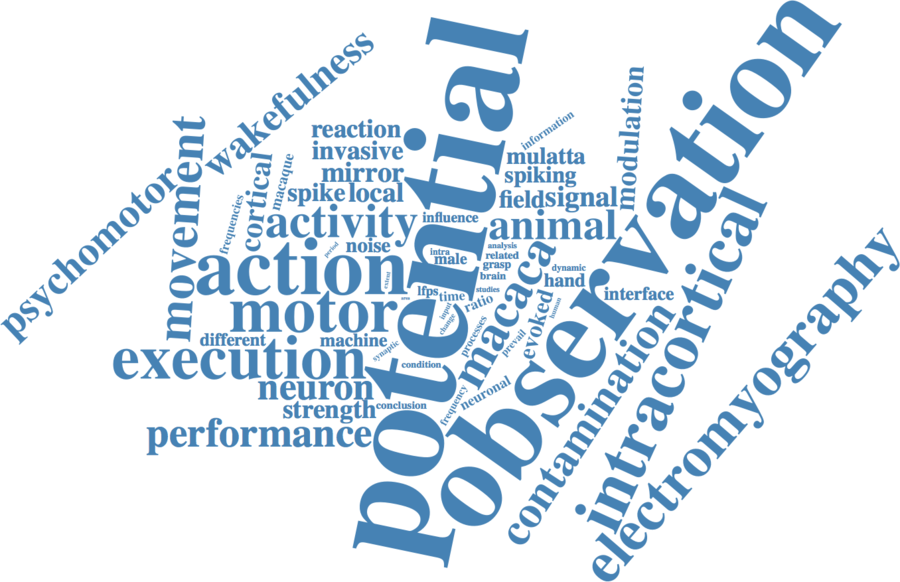 potential
observation
wakefulness
psychomotor
movement
reaction
invasive
mirror
spike
local
cortical
macaque
frequencies
information
mulatta
spiking
field
signal
modulation
activity
influence
animal
noise
period
action
intra
male
analysis
related
grasp
brain
dynamic
hand
extent
lfps
time
studies
ratio
input
change
macaca
evoked
human
interface
motor
different
machine
execution
synaptic
condition
processes
prevail
neuron
strength
conclusion
frequency
neuronal
performance
contamination
intracortical
electromyography